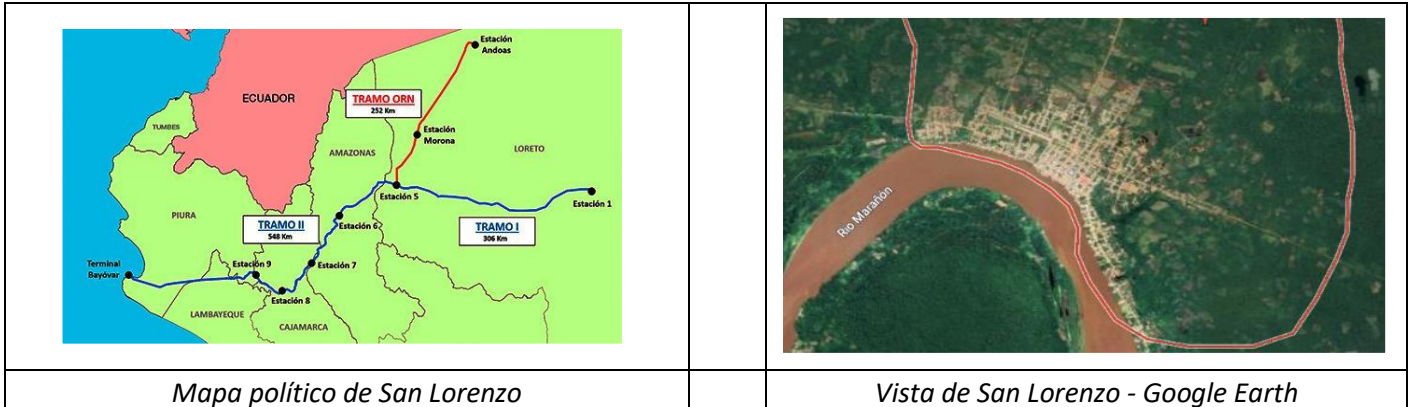 Estación
Andoas
ECUADOR
TRAMO ORN
252 Km
TUMBES
Estación
Morona
AMAZONAS
LORETO
Estación 5
Estación 1
PIURA
TRAMO II
548 Km
Estación 6
TRAMO I
306 Km
Terminal
Bayóvar
Estación 9
Estación 7
Estación 8
LAMBAYEQUE
CAJAMARCA
Río Marañón
Mapa político de San Lorenzo
Vista de San Lorenzo - Google Earth